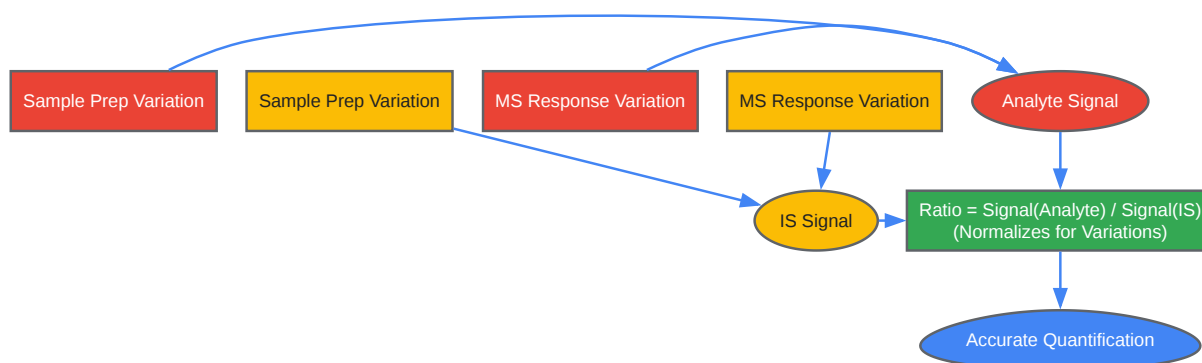 Sample Prep Variation
Sample Prep Variation
MS Response Variation
MS Response Variation
Analyte Signal
IS Signal
Ratio = Signal(Analyte) / Signal(IS)
(Normalizes for Variations)
Accurate Quantification